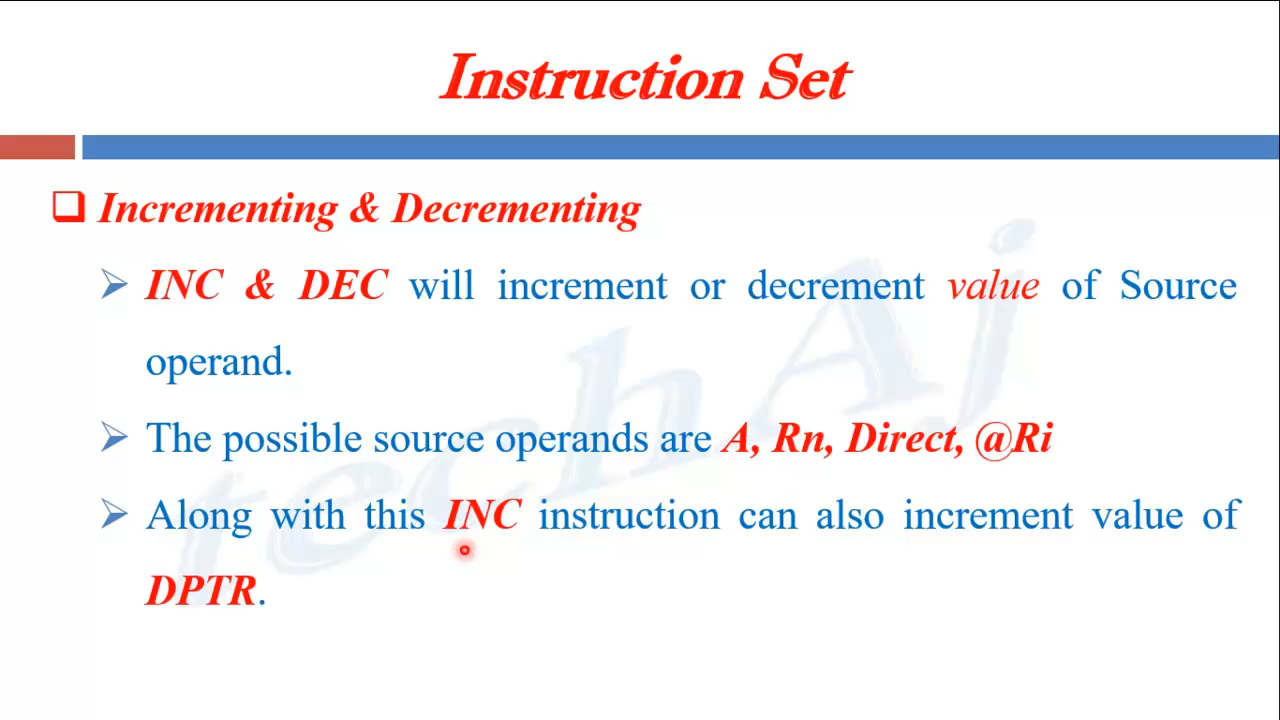 Instruction Set
Incrementing & Decrementing
INC & DEC will increment or decrement value of Source
operand.
The possible source operands are A, Rn, Direct, @Ri
Along with this INC instruction can also increment value of
DPTR.
techAj